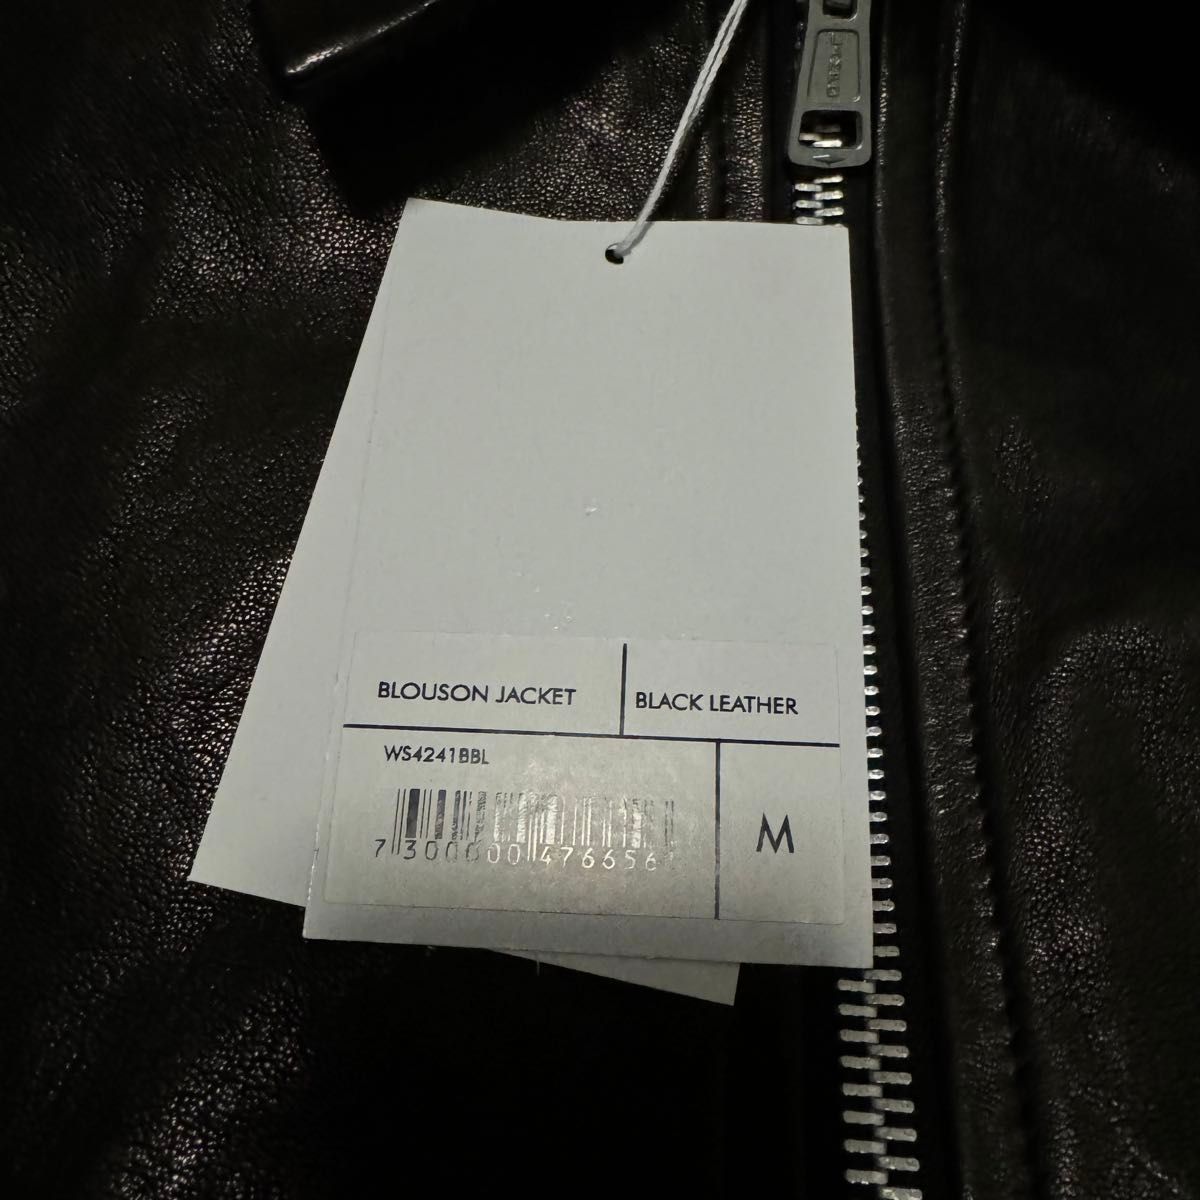 BLOUSON JACKET
BLACK LEATHER
WS4241BBL
M
7 300000 476656